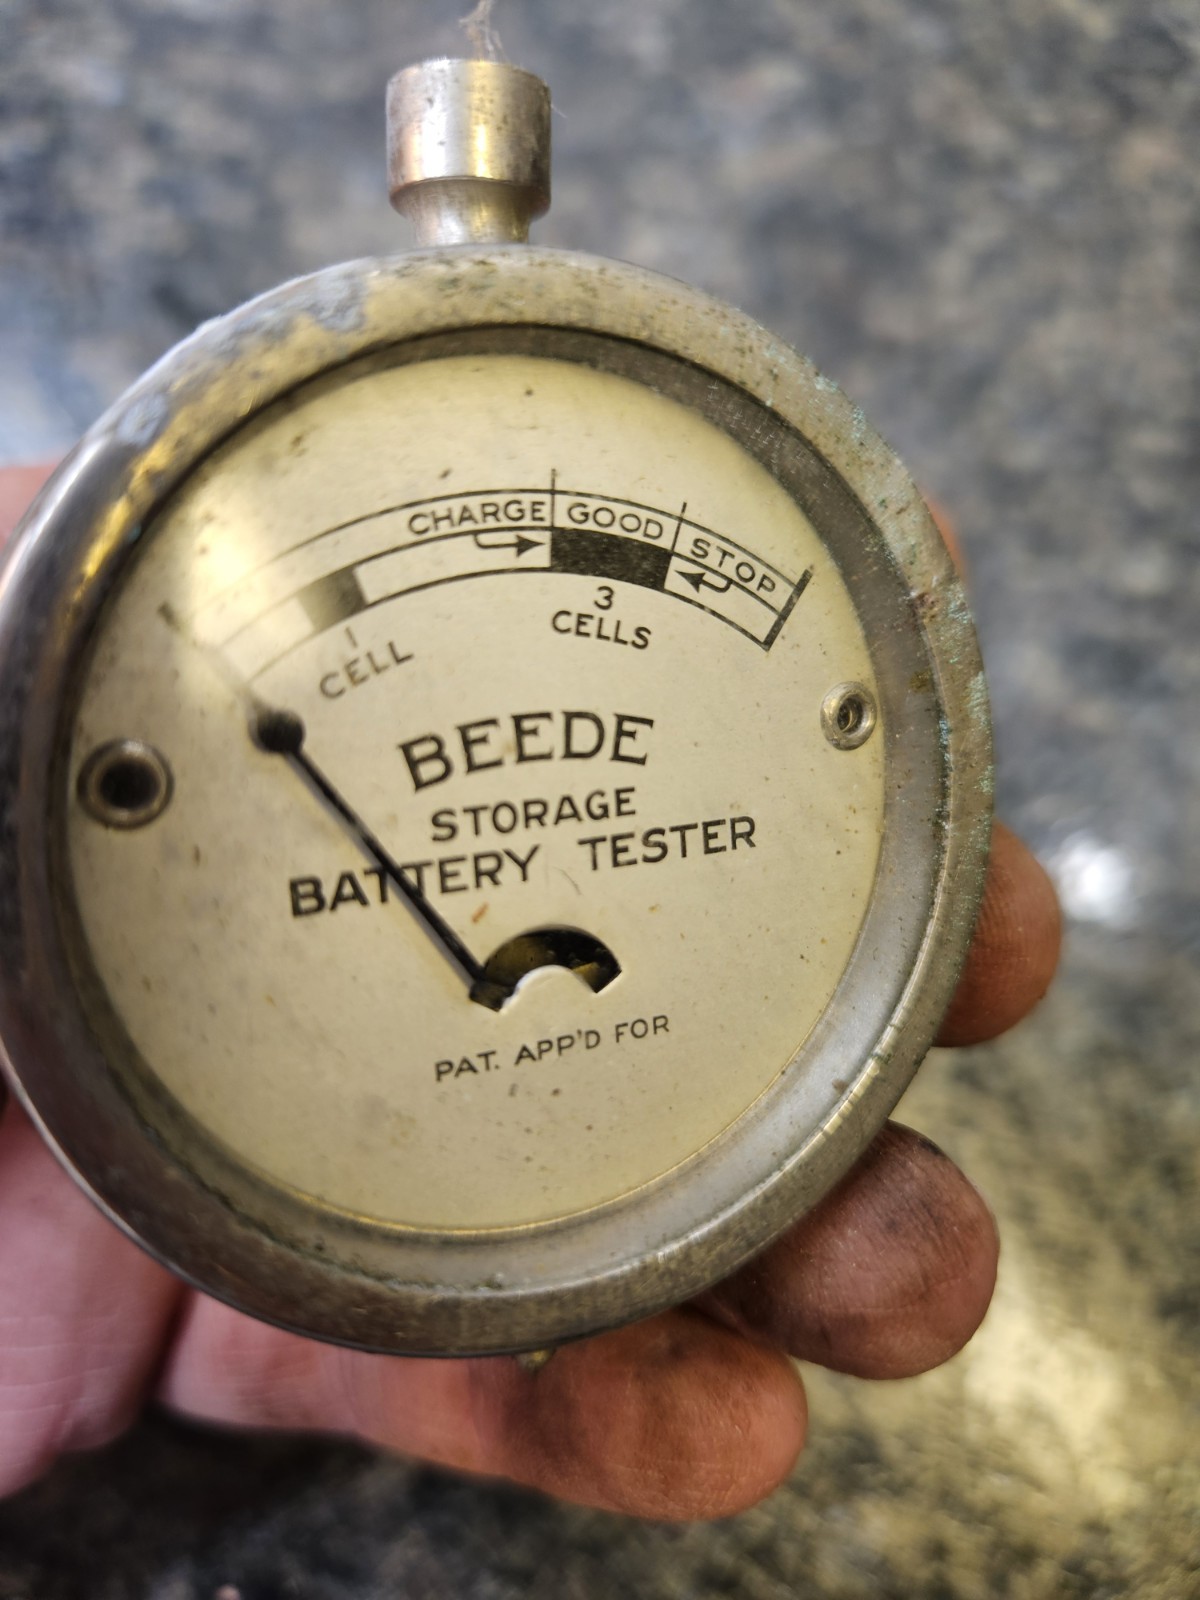 CHARGE GOOD STOP
1 3
CELL CELLS
BEEDE
STORAGE
BATTERY TESTER
PAT. APP'D FOR